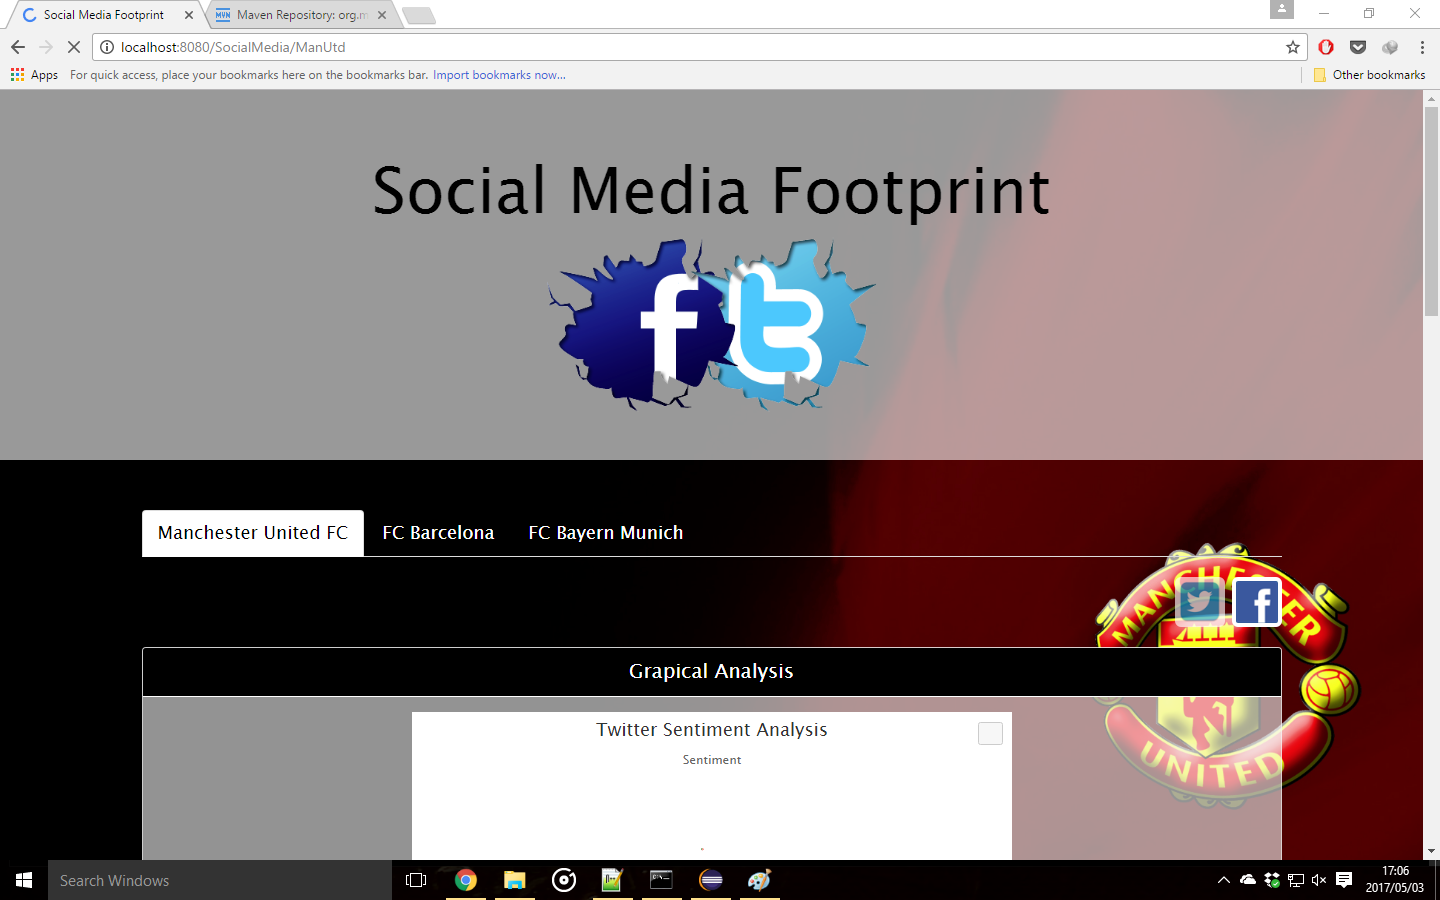 Social Media Footprint
Maven Repository: org.m
localhost:8080/SocialMedia/ManUtd
Apps
For quick access, place your bookmarks here on the bookmarks bar. Import bookmarks now...
Other bookmarks
Social Media Footprint
Manchester United FC
FC Barcelona
FC Bayern Munich
MANCHESTER
UNITED
Grapical Analysis
Twitter Sentiment Analysis
Sentiment
Search Windows
17:06
2017/05/03